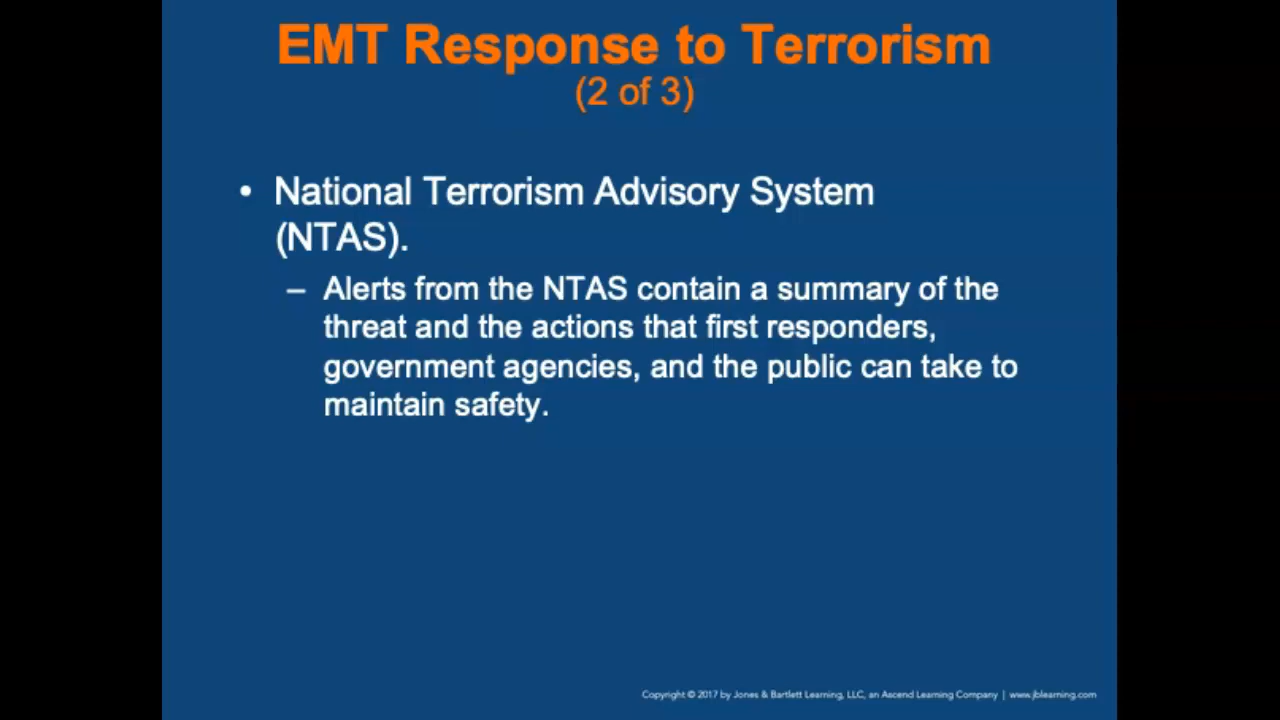 EMT Response to Terrorism
(2 of 3)
• National Terrorism Advisory System
(NTAS).
– Alerts from the NTAS contain a summary of the
threat and the actions that first responders,
government agencies, and the public can take to
maintain safety.
Copyright © 2017 by Jones & Bartlett Learning, LLC, an Ascend Learning Company | www.jblearning.com